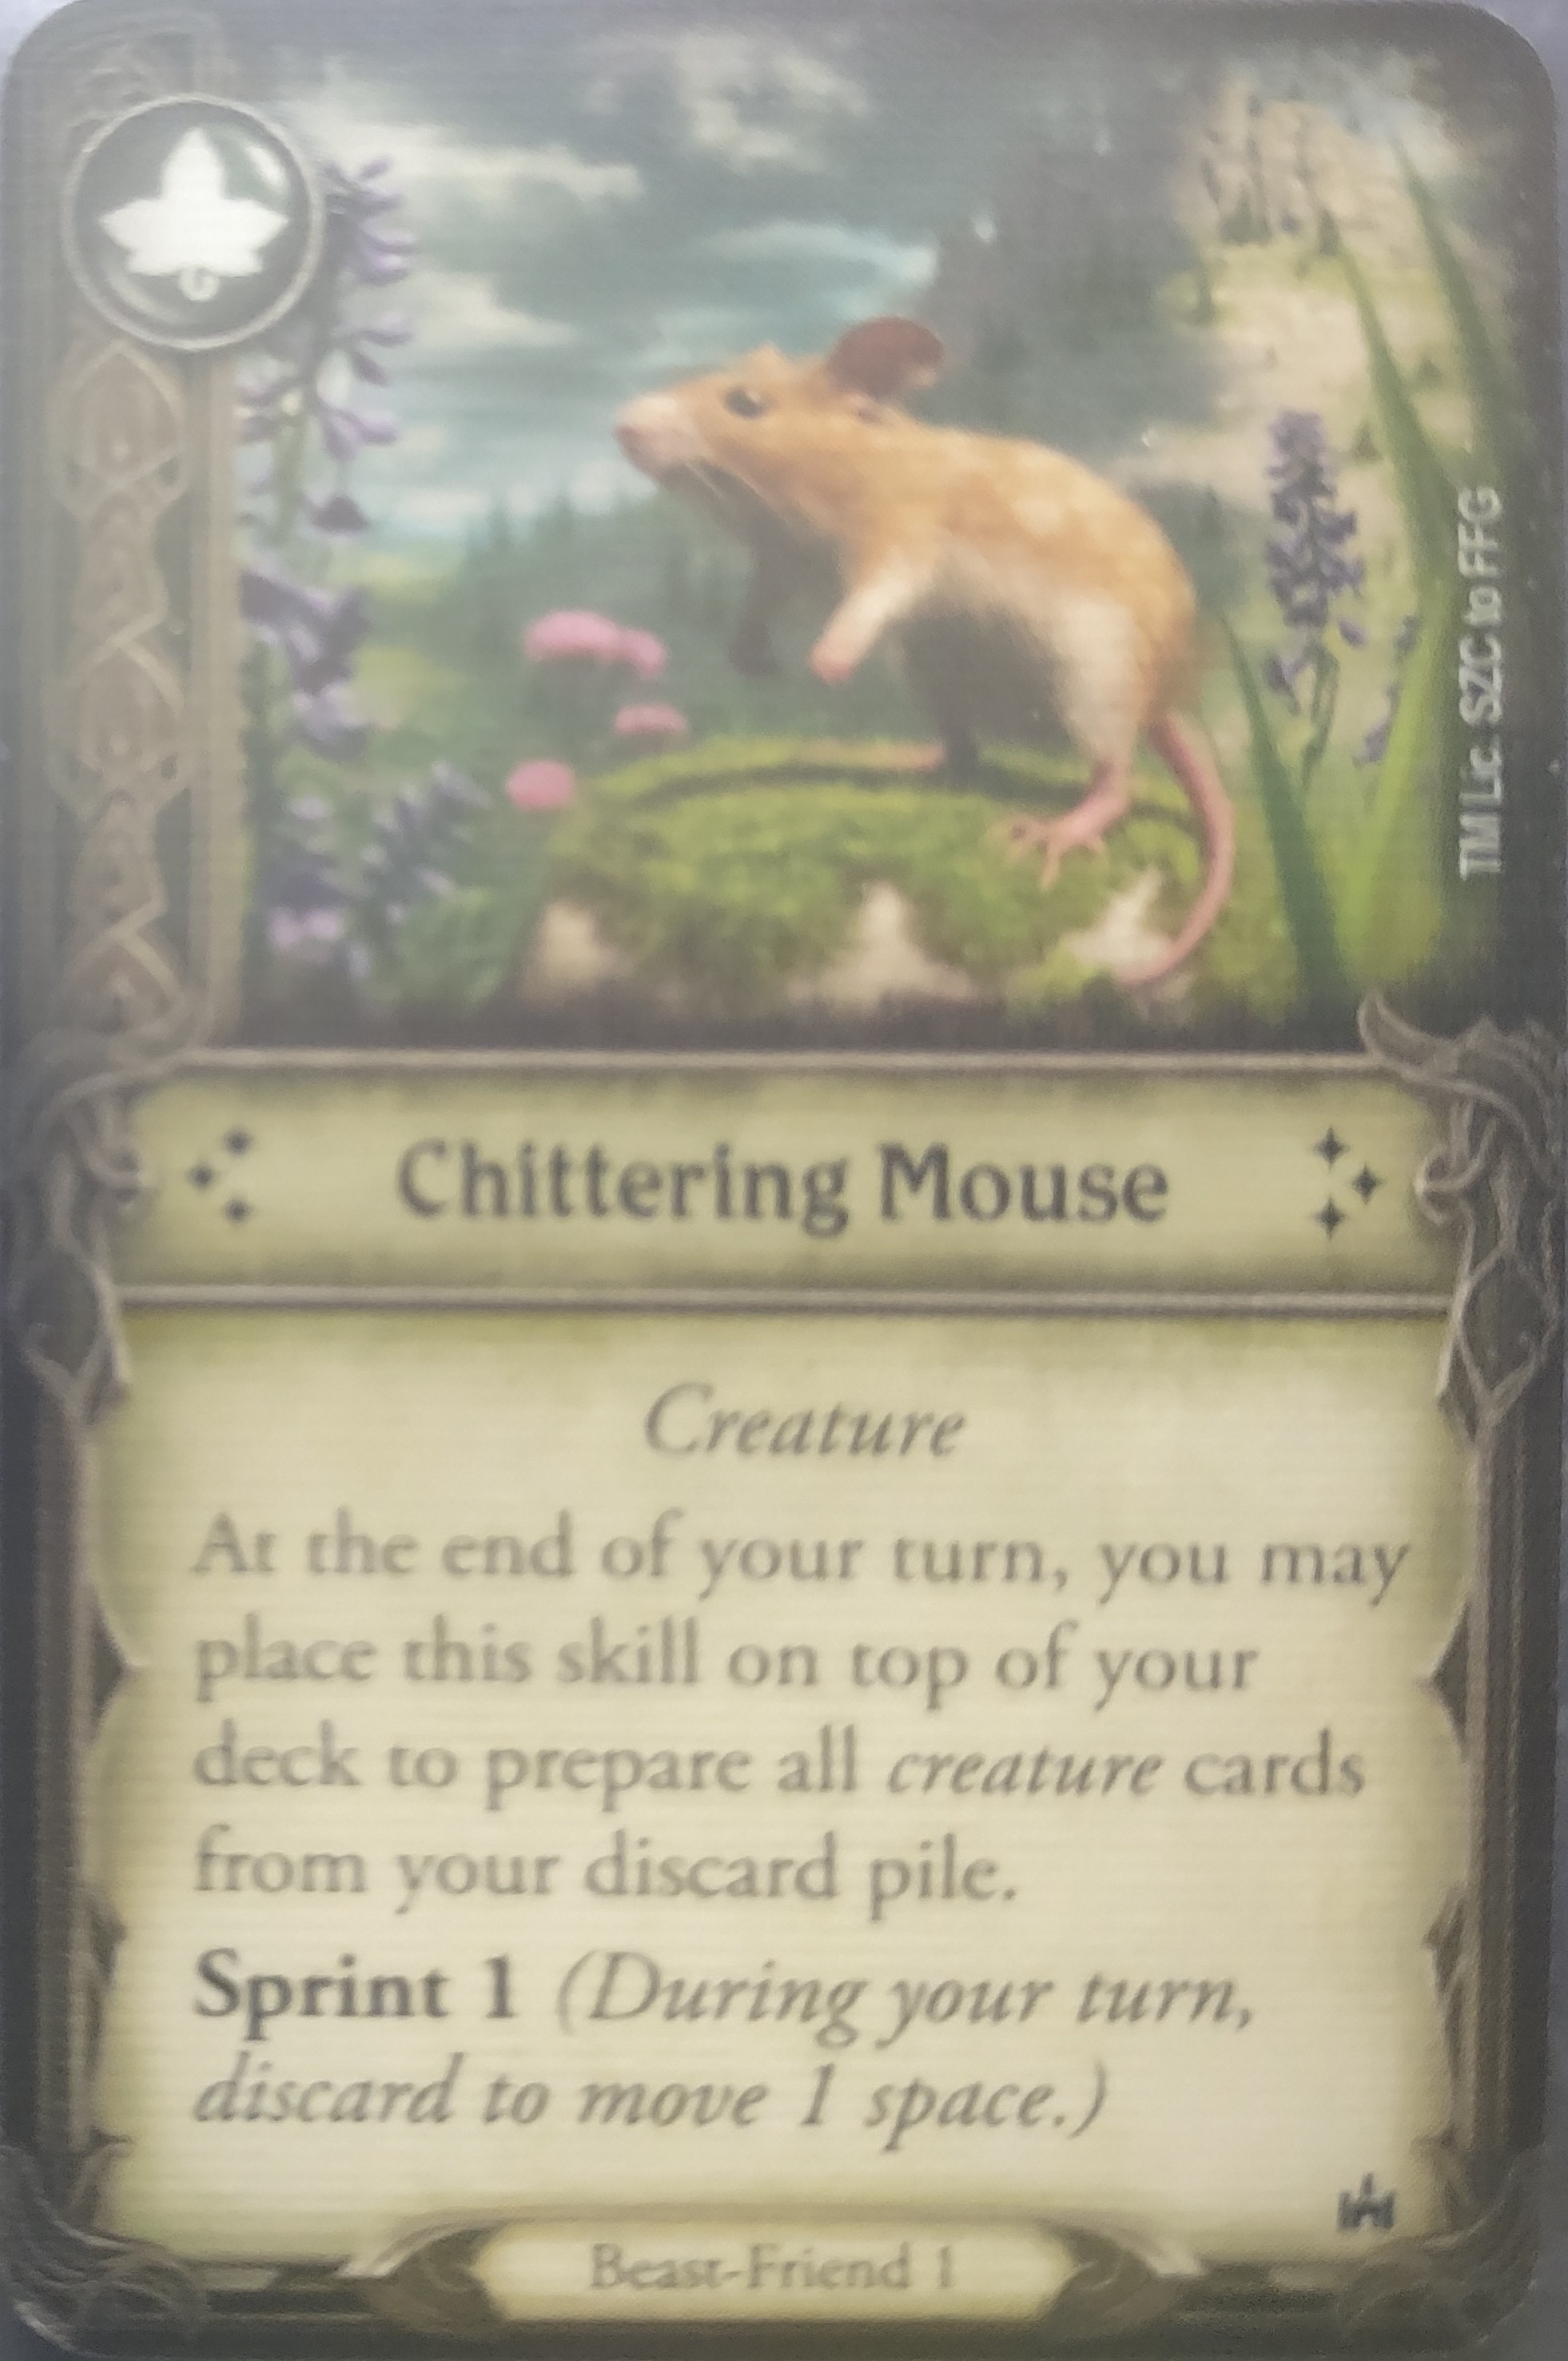 TM Lic. SZC to FFG
Chittering Mouse
Creature
At the end of your turn, you may
place this skill on top of your
deck to prepare all creature cards
from your discard pile.
Sprint 1 (During your turn,
discard to move 1 space.)
Beast-Friend 1